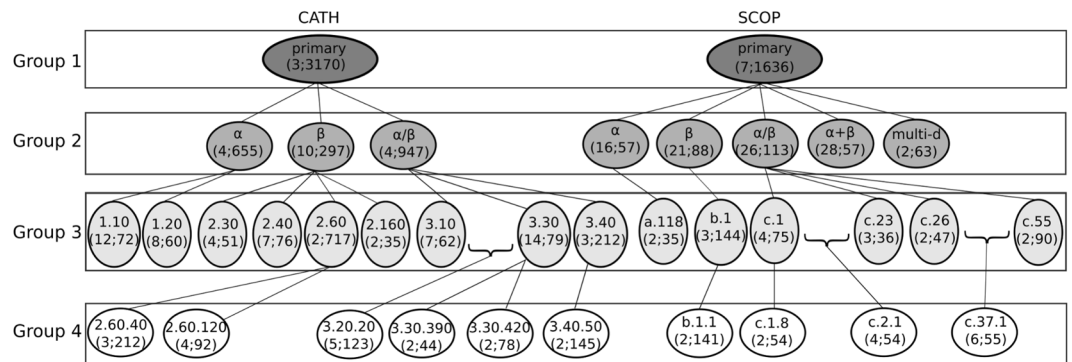 CATH SCOP
Group 1
primary
(3;3170)
primary
(7;1636)
Group 2
α
(4;655)
β
(10;297)
α/β
(4;947)
α
(16;57)
β
(21;88)
α/β
(26;113)
α+β
(28;57)
multi-d
(2;63)
Group 3
1.10
(12;72)
1.20
(8;60)
2.30
(4;51)
2.40
(7;76)
2.60
(2;717)
2.160
(2;35)
3.10
(7;62)
3.30
(14;79)
3.40
(3;212)
a.118
(2;35)
b.1
(3;144)
c.1
(4;75)
c.23
(3;36)
c.26
(2;47)
c.55
(2;90)
Group 4
2.60.40
(3;212)
2.60.120
(4;92)
3.20.20
(5;123)
3.30.390
(2;44)
3.30.420
(2;78)
3.40.50
(2;145)
b.1.1
(2;141)
c.1.8
(2;54)
c.2.1
(4;54)
c.37.1
(6;55)